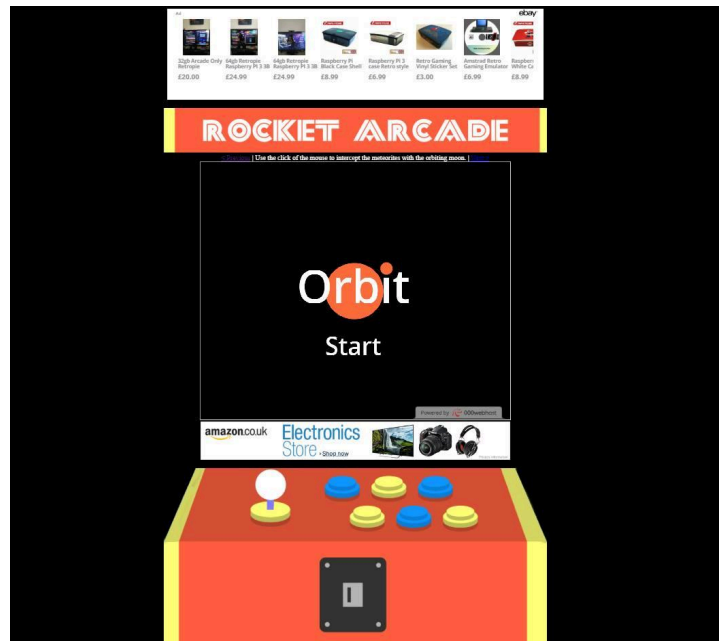 ebay
32gb Arcade Only
Retropie
£20.00
64gb Retropie
Raspberry Pi 3 3B
£24.99
64gb Retropie
Raspberry Pi 3 3B
£24.99
Raspberry Pi
Black Case Shell
£8.99
Raspberry Pi 3
case Retro style
£6.99
Retro Gaming
Vinyl Sticker Set
£3.00
Amstrad Retro
Gaming Emulator
£6.99
White Ca
£8.99
ROCKET ARCADE
| Use the click of the mouse to intercept the meteorites with the orbiting moon. |
Orbit
Start
Powered by 000webhost
amazon.co.uk
Electronics
Store
Shop now